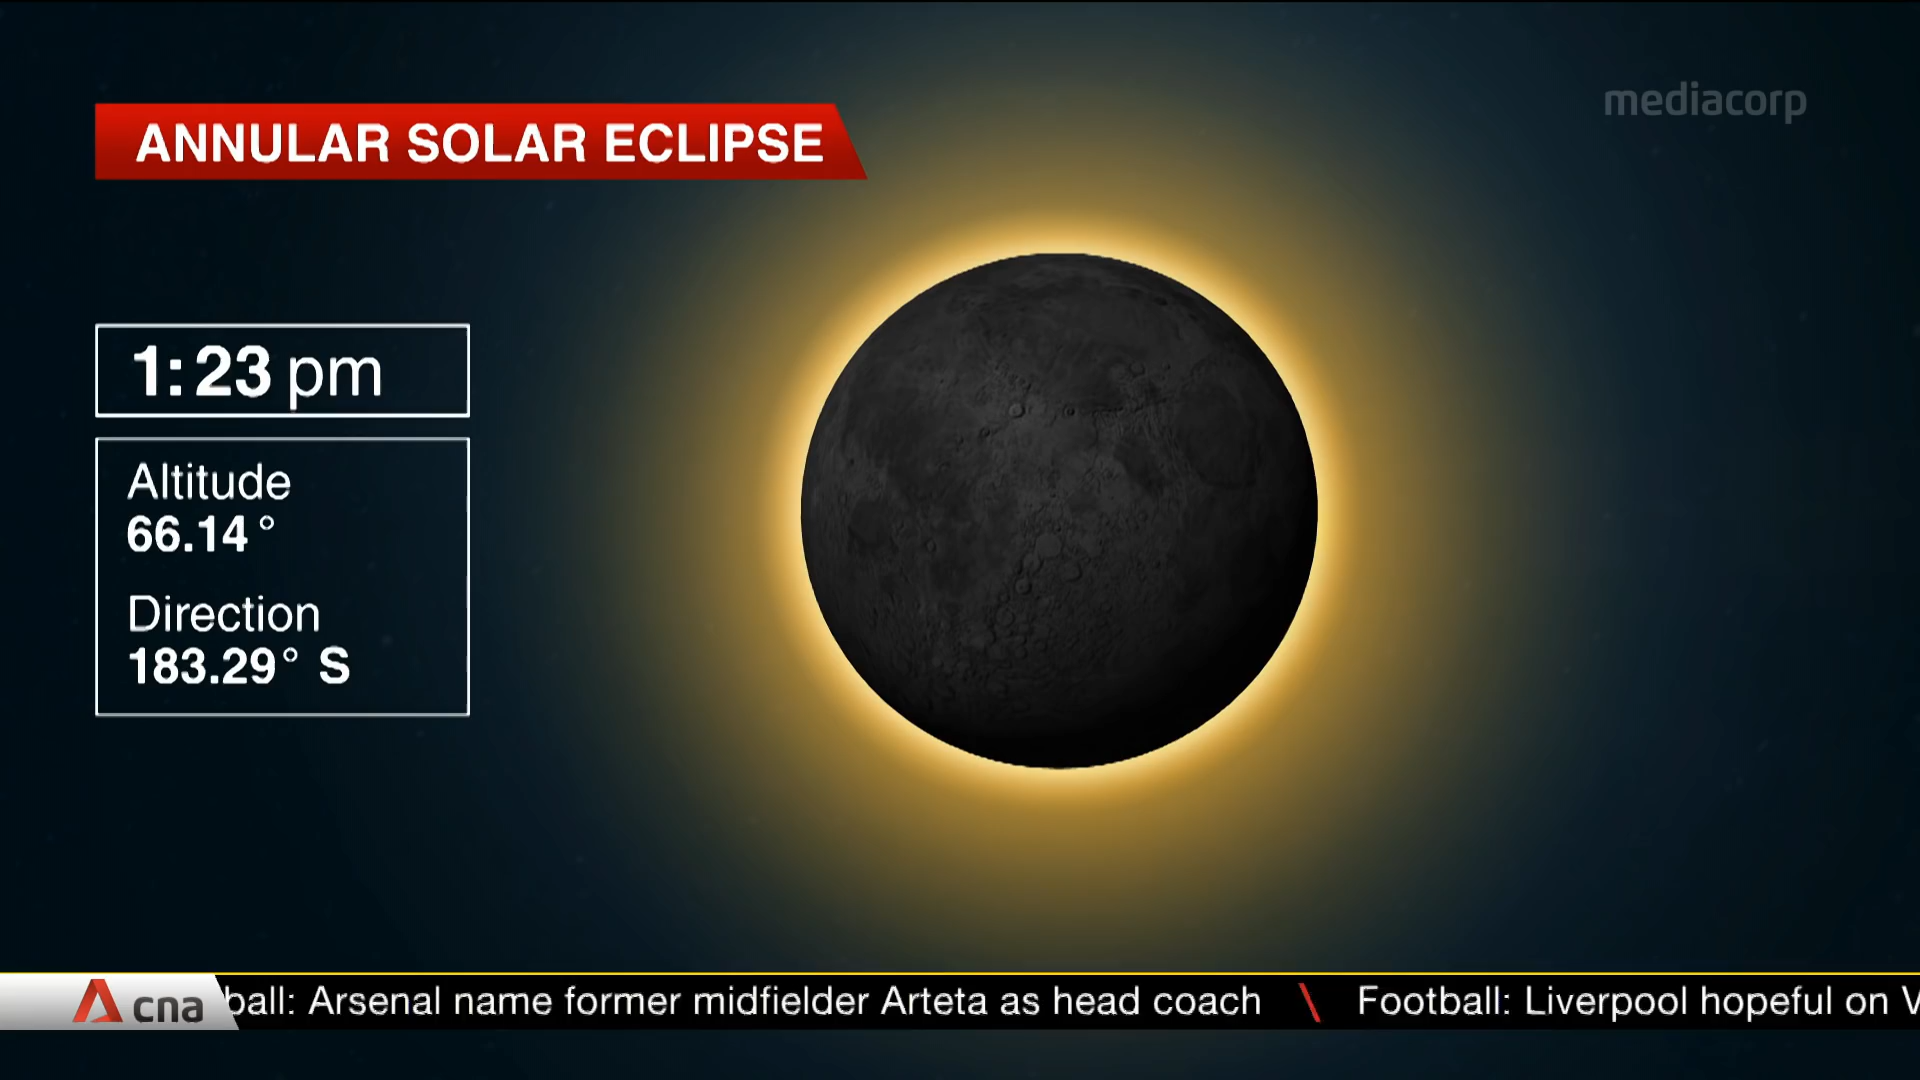 mediacorp
ANNULAR SOLAR ECLIPSE
1:23 pm
Altitude
66.14°
Direction
183.29° S
cna
ball: Arsenal name former midfielder Arteta as head coach \ Football: Liverpool hopeful on V